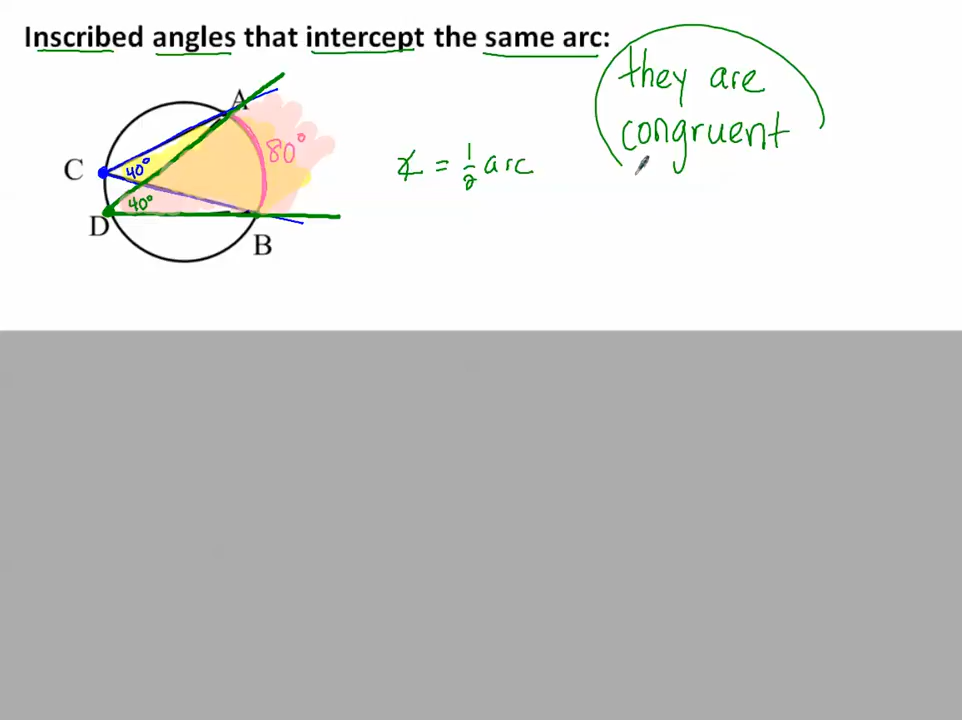 Inscribed angles that intercept the same arc:
they are
congruent
A
C
40°
80°
∡ = 1/2 arc
D
40°
B